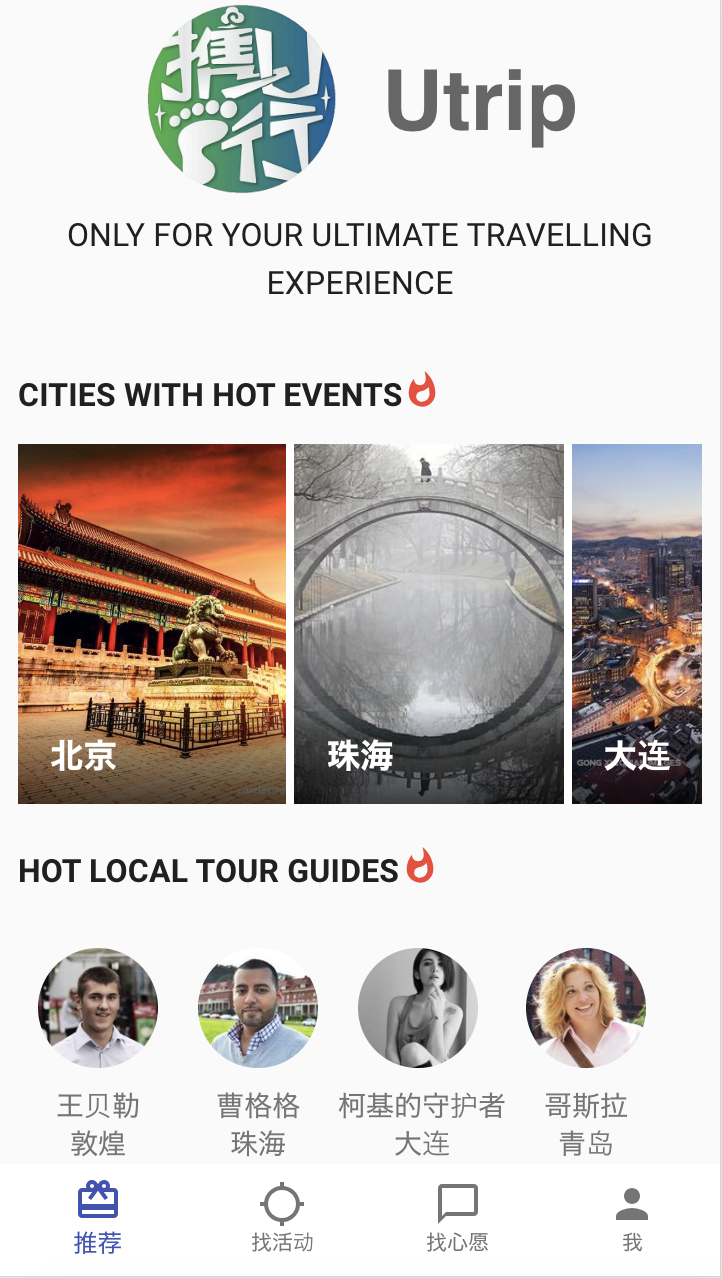 携
行
Utrip
ONLY FOR YOUR ULTIMATE TRAVELLING
EXPERIENCE
CITIES WITH HOT EVENTS
北京
珠海
大连
HOT LOCAL TOUR GUIDES
王贝勒
曹格格
柯基的守护者
哥斯拉
敦煌
珠海
大连
青岛
推荐
找活动
找心愿
我